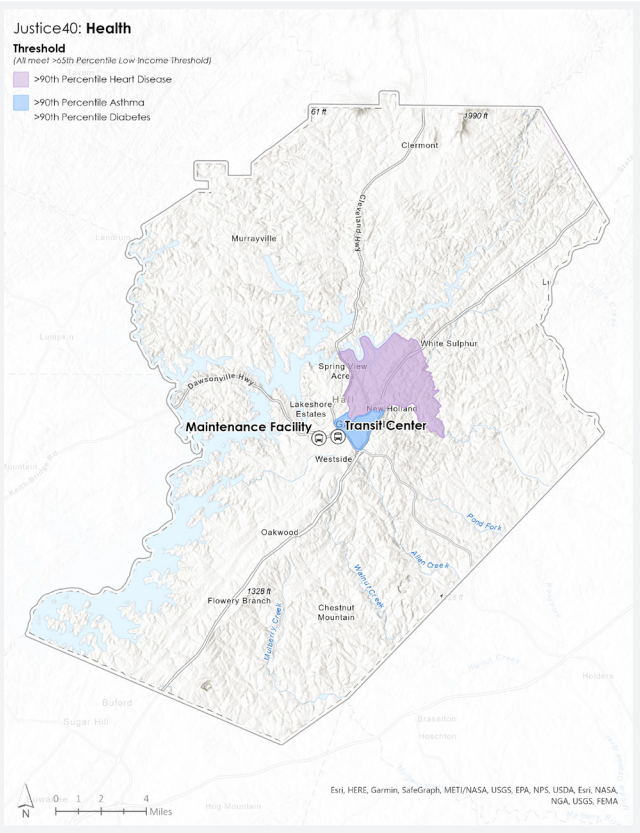 Justice40: Health
Threshold
(All meet >65th Percentile Low Income Threshold)
>90th Percentile Heart Disease
>90th Percentile Asthma
>90th Percentile Diabetes
61 ft
1990 ft
Clermont
Cleveland Hwy
Murrayville
Lumpkin
White Sulphur
Spring View
Acres
Dawsonville Hwy
Hall
Lakeshore
Estates
New Holland
Maintenance Facility
Transit Center
Westside
Pond Fork
Oakwood
Allen Creek
Walnut Creek
1328 ft
Flowery Branch
Mulberry Creek
Chestnut
Mountain
Buford
Sugar Hill
Braselton
Hoschton
Holders
Hog Mountain
N
0 1 2 4
Miles
Esri, HERE, Garmin, SafeGraph, METI/NASA, USGS, EPA, NPS, USDA, Esri, NASA,
NGA, USGS, FEMA